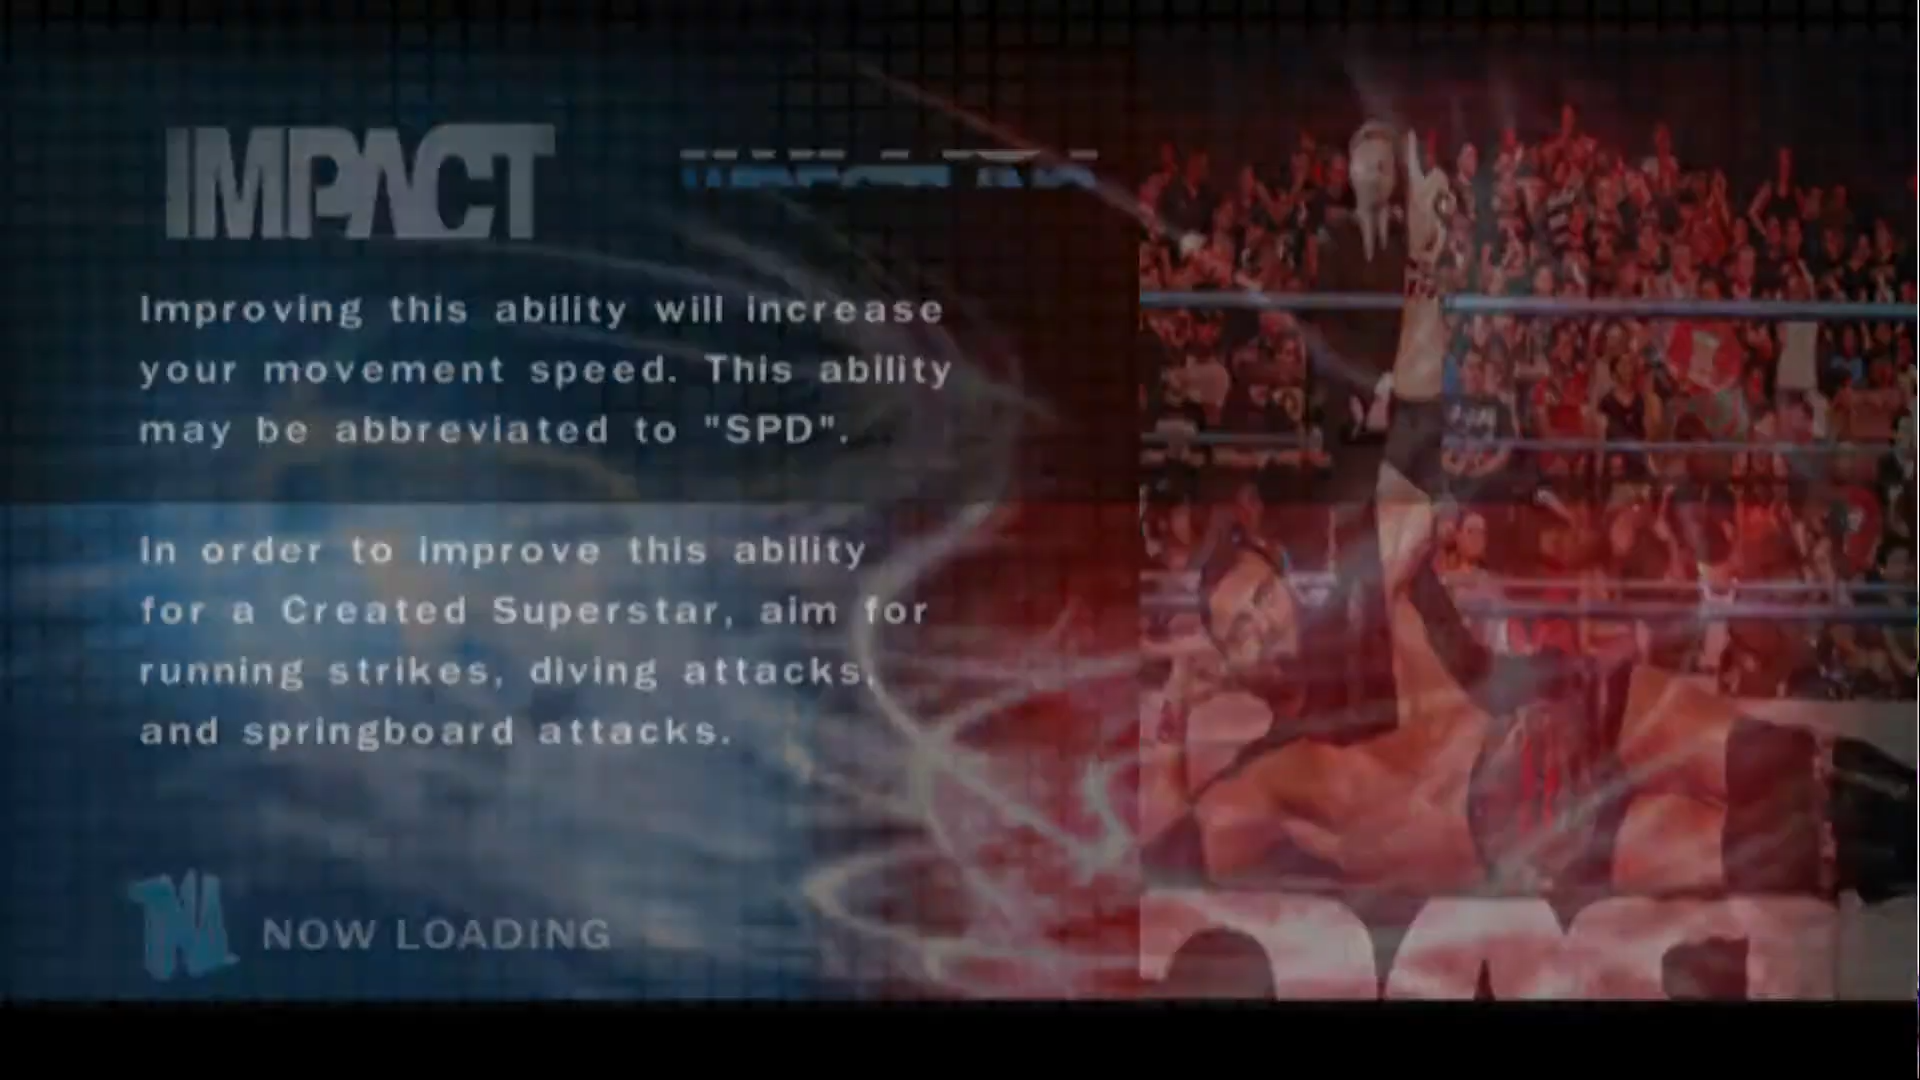 IMPACT
Improving this ability will increase
your movement speed. This ability
may be abbreviated to "SPD".
In order to improve this ability
for a Created Superstar, aim for
running strikes, diving attacks,
and springboard attacks.
TNA
NOW LOADING